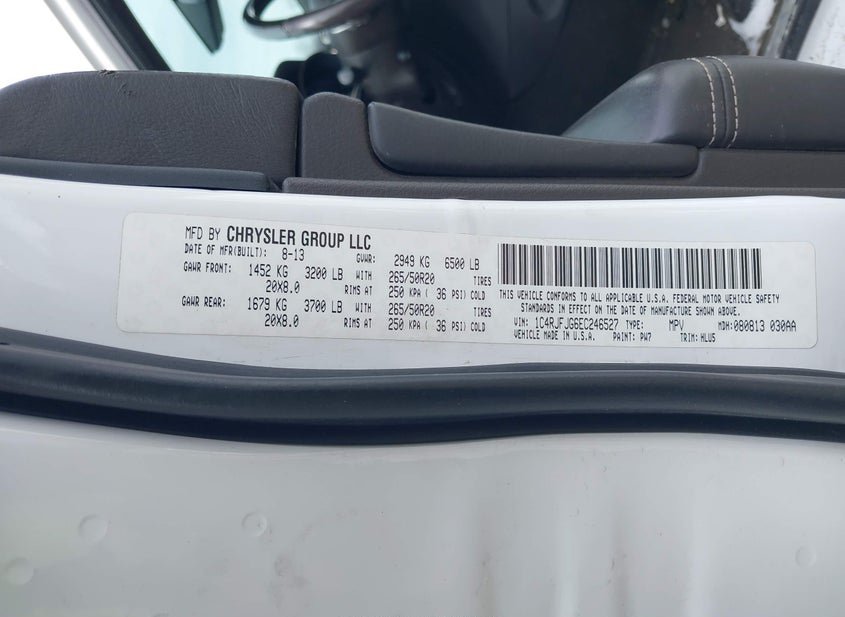 MFD BY CHRYSLER GROUP LLC
DATE OF MFR(BUILT): 8-13 GVWR: 2949 KG 6500 LB
GAWR FRONT: 1452 KG 3200 LB WITH 265/50R20 TIRES
20X8.0 RIMS AT 250 KPA ( 36 PSI) COLD
GAWR REAR: 1679 KG 3700 LB WITH 265/50R20 TIRES
20X8.0 RIMS AT 250 KPA ( 36 PSI) COLD
THIS VEHICLE CONFORMS TO ALL APPLICABLE U.S.A. FEDERAL MOTOR VEHICLE SAFETY
STANDARDS IN EFFECT ON THE DATE OF MANUFACTURE SHOWN ABOVE.
VIN: 1C4RJFJG6EC246527 TYPE: MPV MDH: 080813 030AA
VEHICLE MADE IN U.S.A. PAINT: PW7 TRIM: HLU5